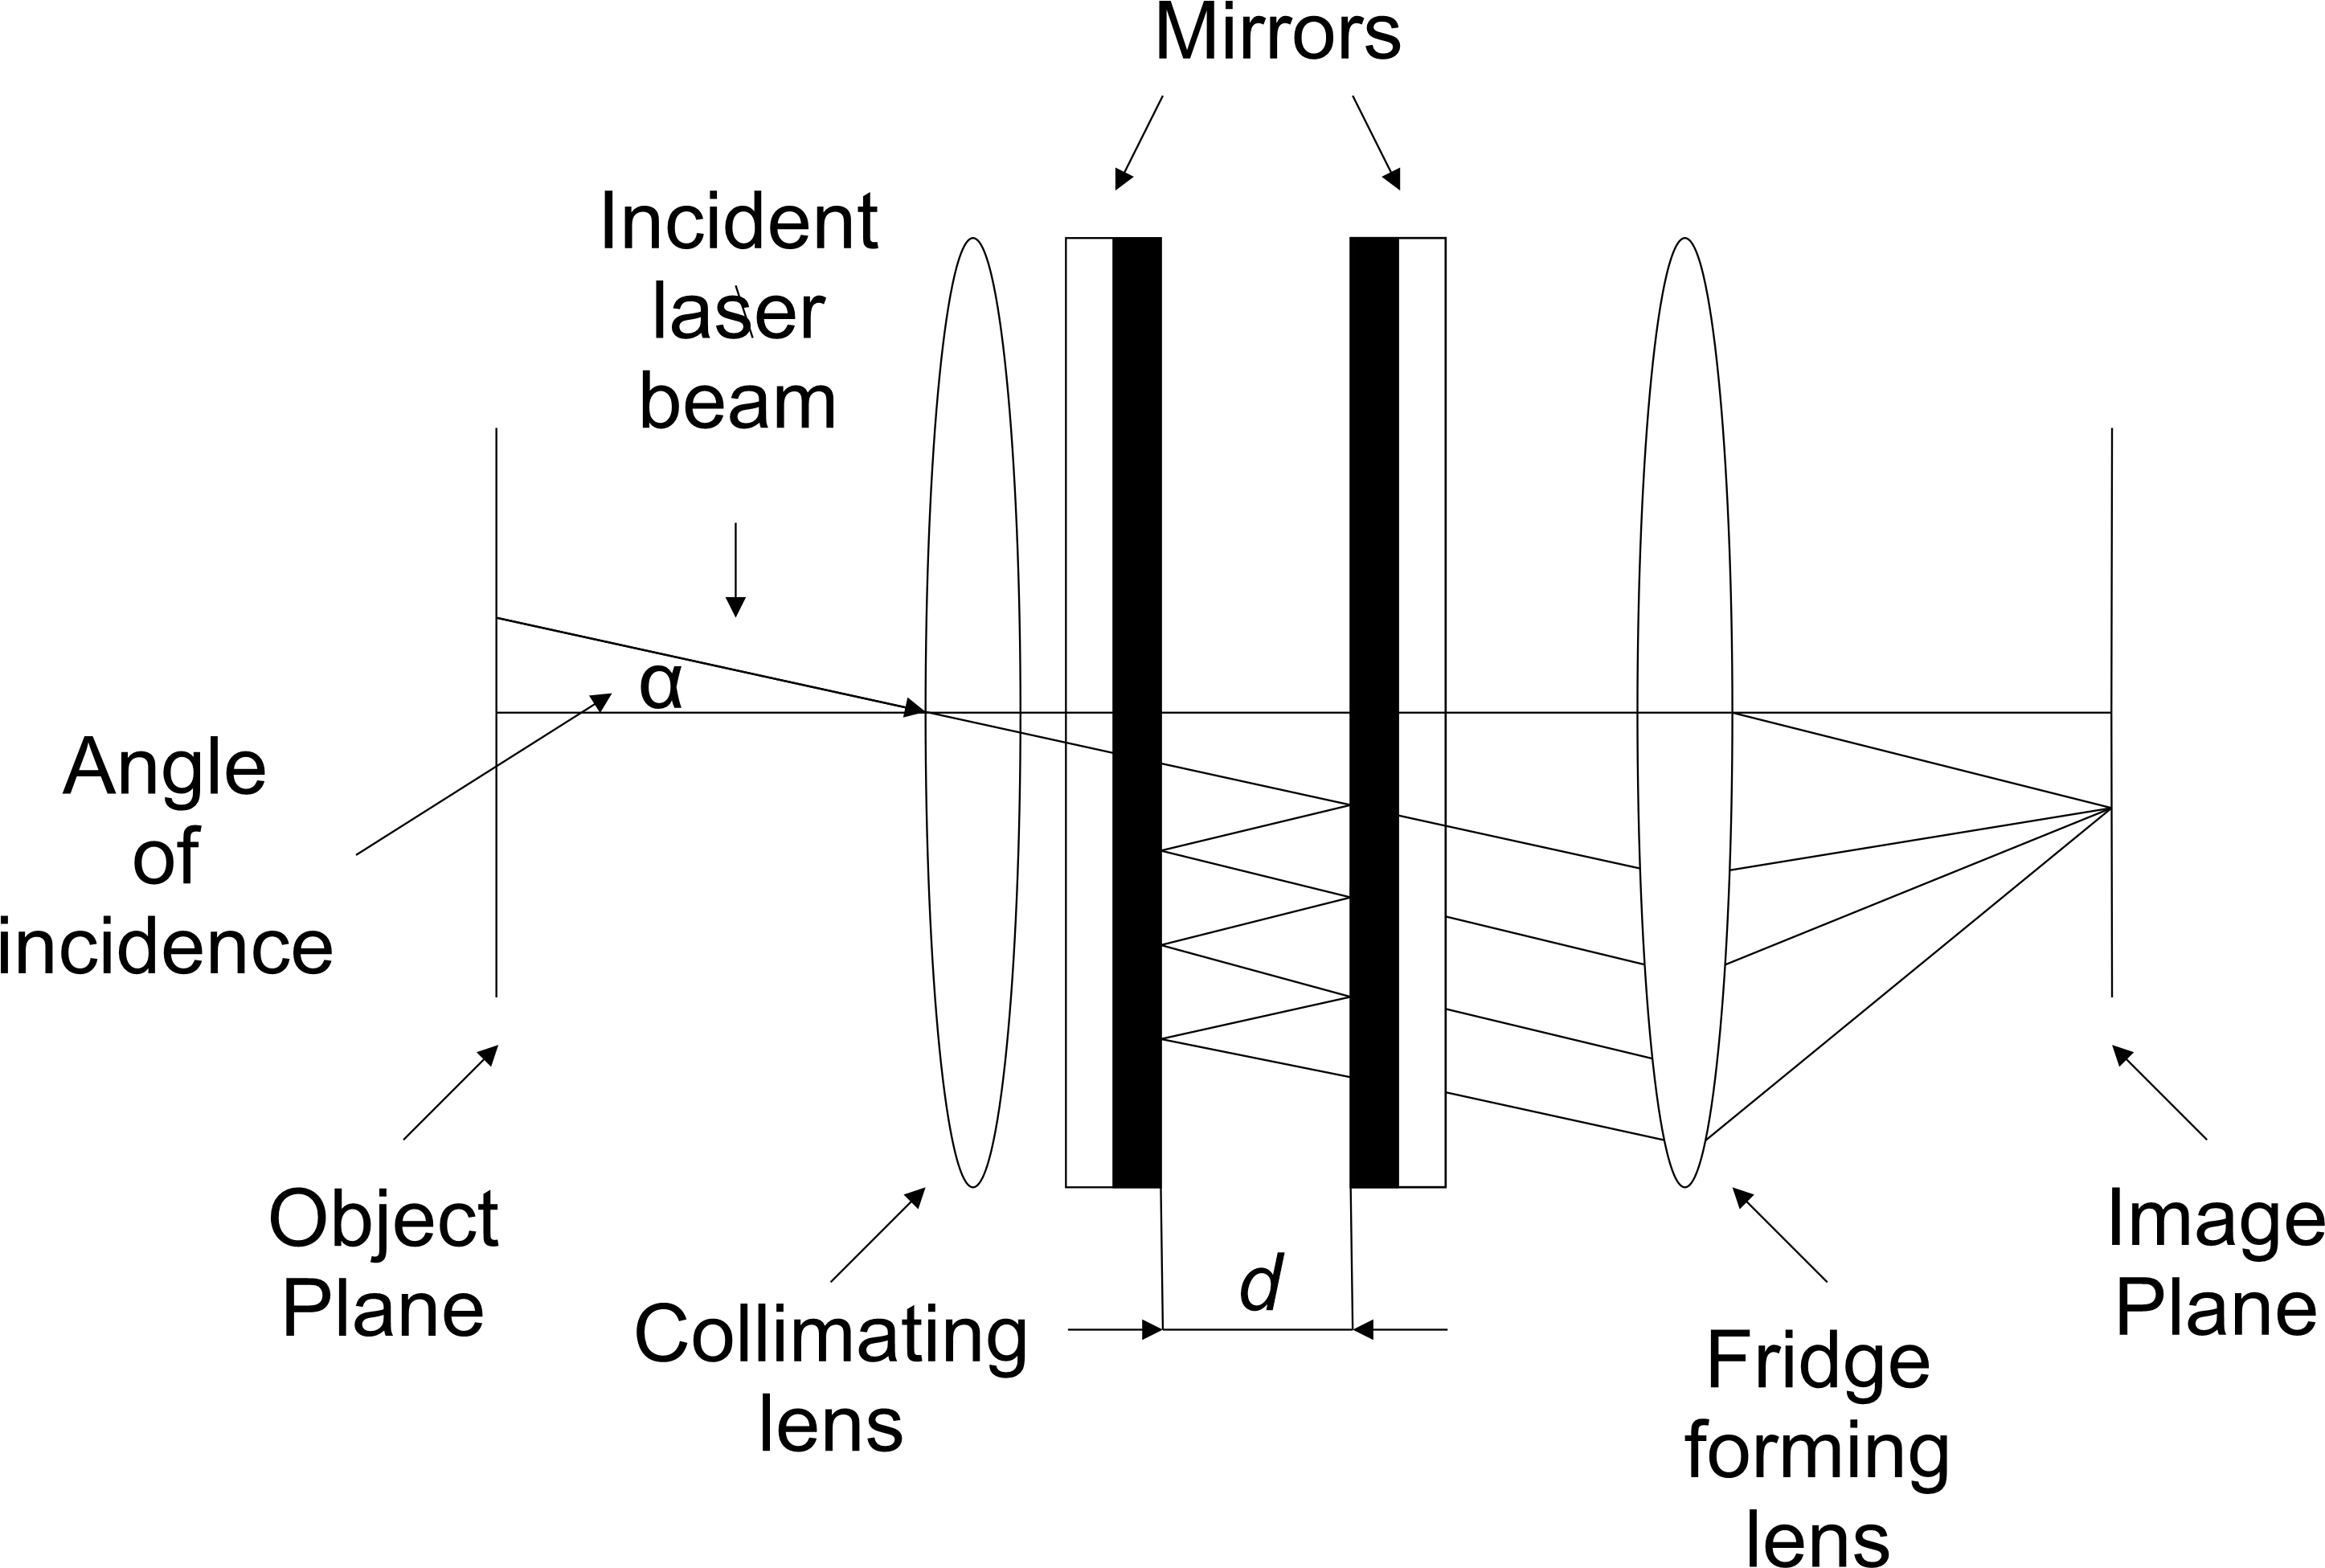 Mirrors
Incident
laser
beam
α
Angle
of
incidence
Object
Plane
Collimating
lens
d
Fridge
forming
lens
Image
Plane